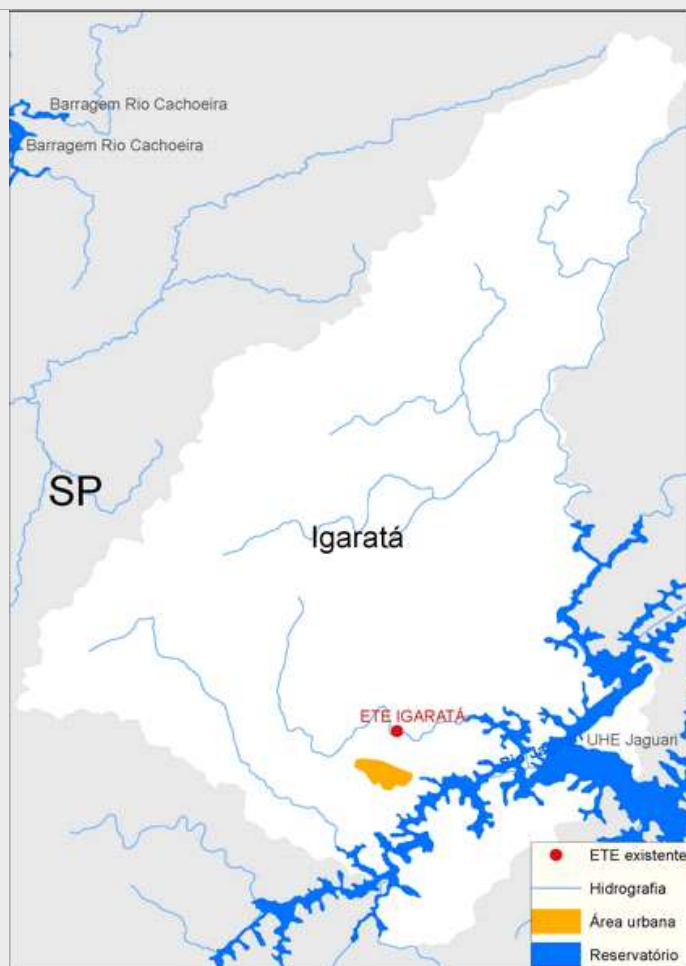 Barragem Rio Cachoeira
Barragem Rio Cachoeira
SP
Igaratá
ETE IGARATÁ
UHE Jaguari
ETE existente
Hidrografia
Área urbana
Reservatório